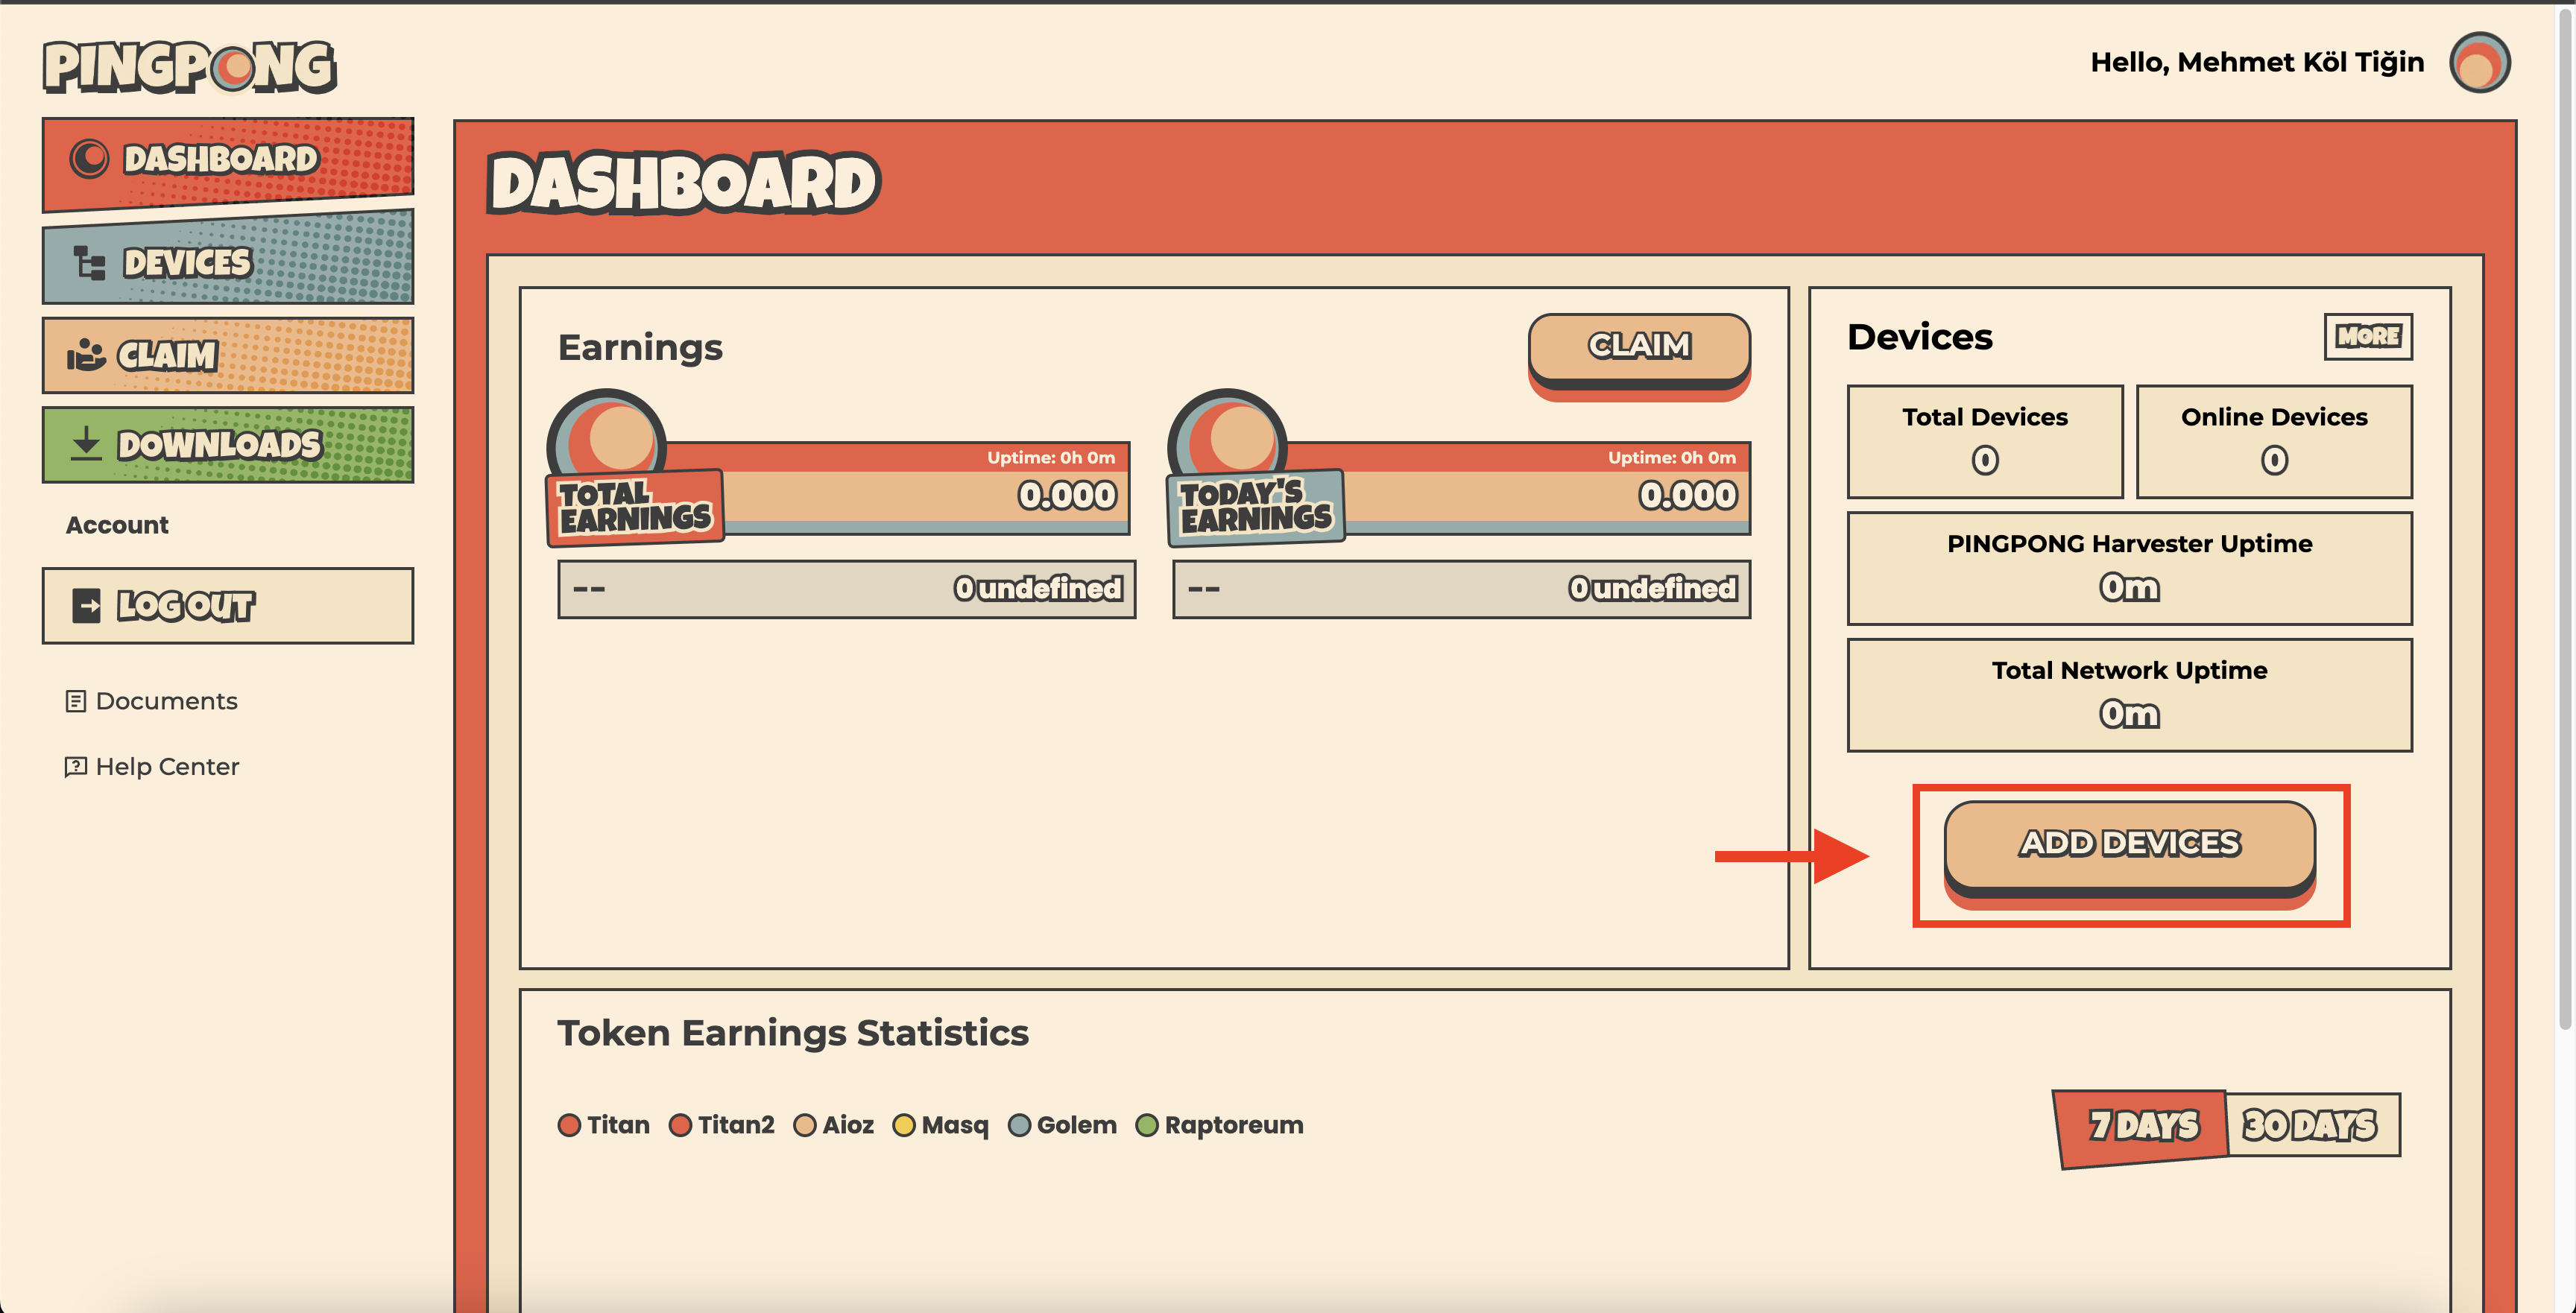 PINGPONG
Hello, Mehmet Köl Tiğin
DASHBOARD
DEVICES
CLAIM
DOWNLOADS
Account
LOG OUT
Documents
Help Center
DASHBOARD
Earnings
CLAIM
Uptime: 0h 0m
TOTAL
EARNINGS
0.000
-- 0 undefined
Uptime: 0h 0m
TODAY'S
EARNINGS
0.000
-- 0 undefined
Devices
MORE
Total Devices
0
Online Devices
0
PINGPONG Harvester Uptime
0m
Total Network Uptime
0m
ADD DEVICES
Token Earnings Statistics
Titan Titan2 Aioz Masq Golem Raptoreum
7 DAYS 30 DAYS